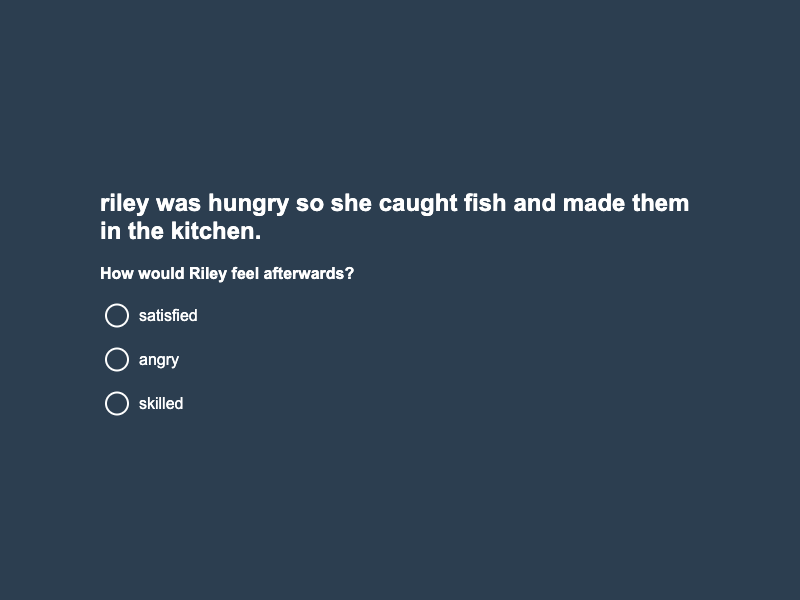 riley was hungry so she caught fish and made them
in the kitchen.
How would Riley feel afterwards?
satisfied
angry
skilled